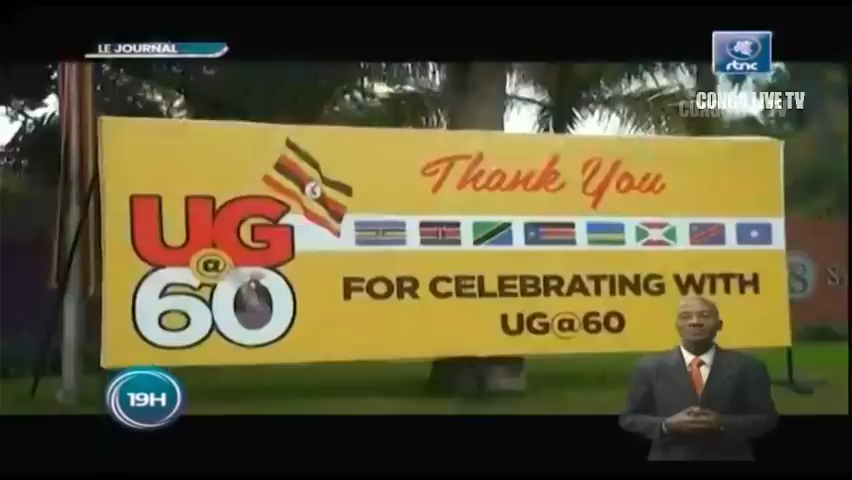 LE JOURNAL
rtnc
CONGO LIVE TV
Thank You
UG
@
60
FOR CELEBRATING WITH
UG@60
S
19H